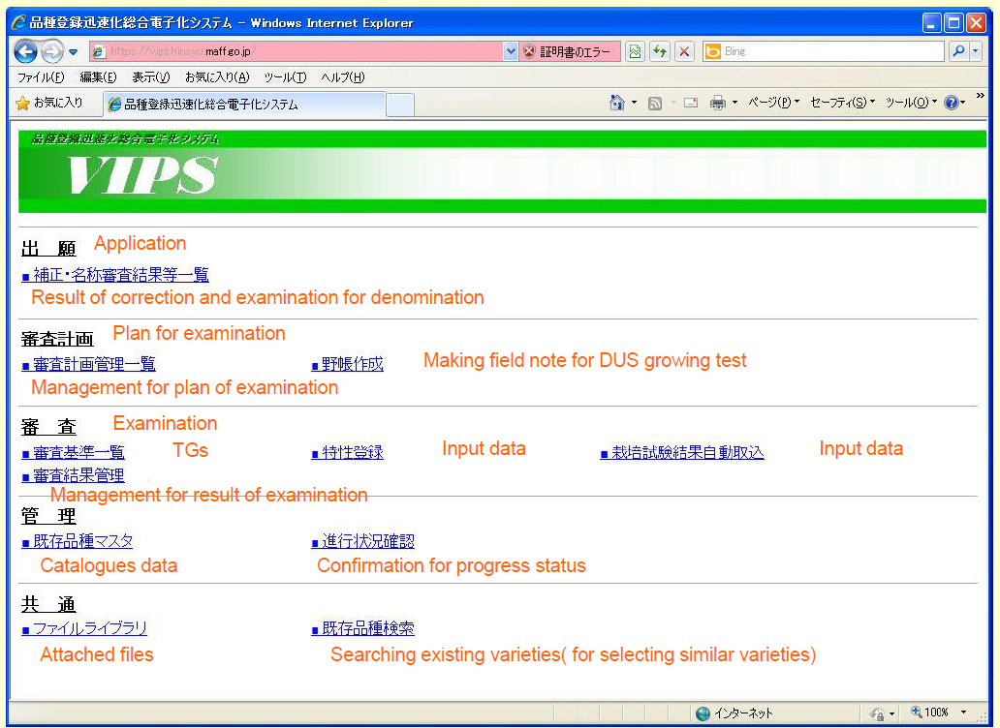 品種登録迅速化総合電子化システム - Windows Internet Explorer
https://vips.hinsyu.maff.go.jp/ 証明書のエラー Bing
ファイル(F) 編集(E) 表示(V) お気に入り(A) ツール(T) ヘルプ(H)
お気に入り 品種登録迅速化総合電子化システム ページ(P) セーフティ(S) ツール(O) »
品種登録迅速化総合電子化システム
VIPS
出 願 Application
■補正・名称審査結果等一覧
Result of correction and examination for denomination
審査計画 Plan for examination
■審査計画管理一覧 ■野帳作成 Making field note for DUS growing test
Management for plan of examination
審 査 Examination
■審査基準一覧 TGs ■特性登録 Input data ■栽培試験結果自動取込 Input data
■審査結果管理
Management for result of examination
管 理
■既存品種マスタ ■進行状況確認
Catalogues data Confirmation for progress status
共 通
■ファイルライブラリ ■既存品種検索
Attached files Searching existing varieties( for selecting similar varieties)
インターネット 100%